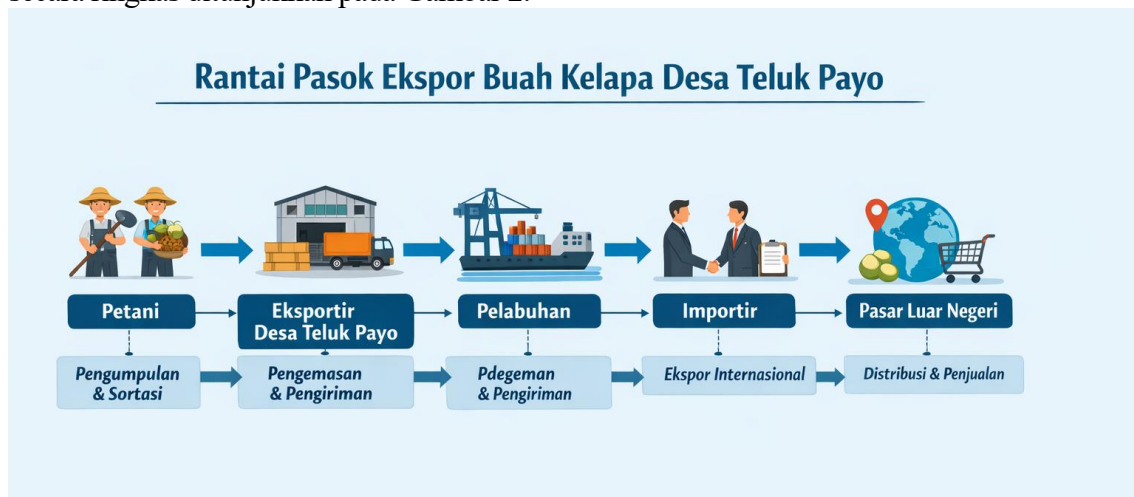 Rantai Pasok Ekspor Buah Kelapa Desa Teluk Payo
Petani
Eksportir
Desa Teluk Payo
Pelabuhan
Importir
Pasar Luar Negeri
Pengumpulan
& Sortasi
Pengemasan
& Pengiriman
Pdegeman
& Pengiriman
Ekspor Internasional
Distribusi & Penjualan